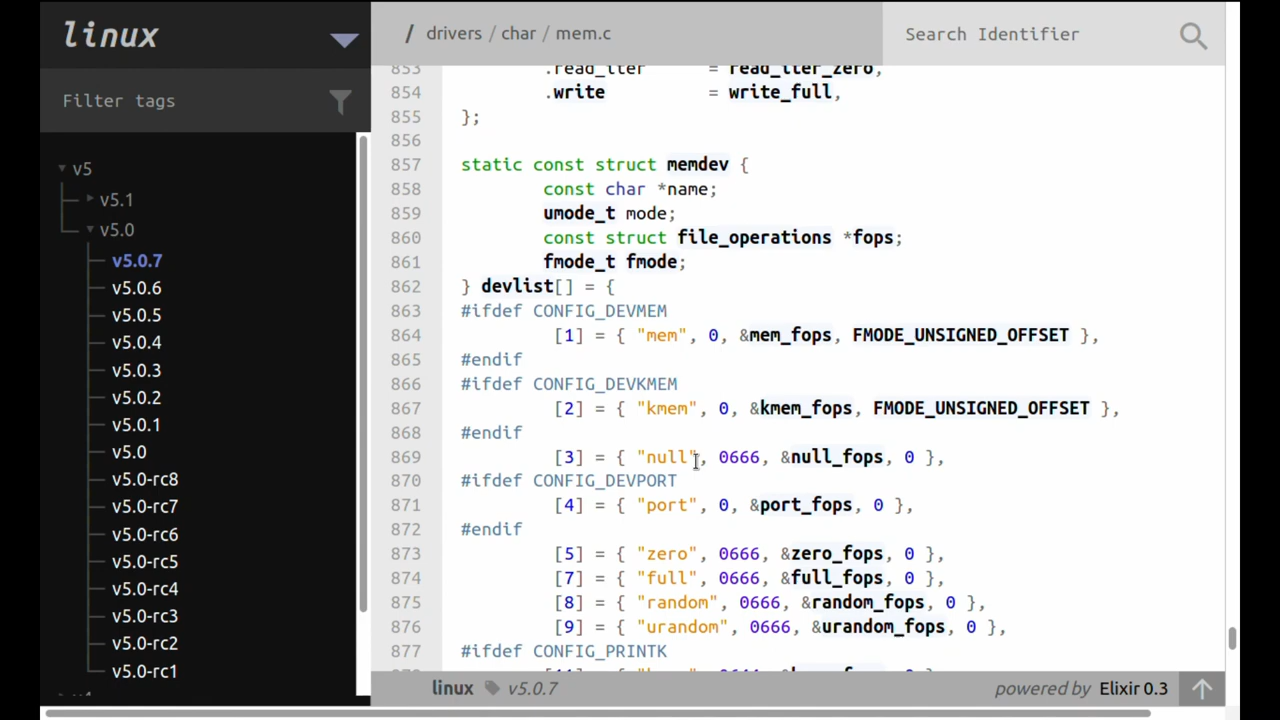 linux
Filter tags
v5
v5.1
v5.0
v5.0.7
v5.0.6
v5.0.5
v5.0.4
v5.0.3
v5.0.2
v5.0.1
v5.0
v5.0-rc8
v5.0-rc7
v5.0-rc6
v5.0-rc5
v5.0-rc4
v5.0-rc3
v5.0-rc2
v5.0-rc1
/ drivers / char / mem.c
Search Identifier
853 .read_iter = read_iter_zero,
854 .write = write_full,
855 };
856
857 static const struct memdev {
858 const char *name;
859 umode_t mode;
860 const struct file_operations *fops;
861 fmode_t fmode;
862 } devlist[] = {
863 #ifdef CONFIG_DEVMEM
864 [1] = { "mem", 0, &mem_fops, FMODE_UNSIGNED_OFFSET },
865 #endif
866 #ifdef CONFIG_DEVKMEM
867 [2] = { "kmem", 0, &kmem_fops, FMODE_UNSIGNED_OFFSET },
868 #endif
869 [3] = { "null", 0666, &null_fops, 0 },
870 #ifdef CONFIG_DEVPORT
871 [4] = { "port", 0, &port_fops, 0 },
872 #endif
873 [5] = { "zero", 0666, &zero_fops, 0 },
874 [7] = { "full", 0666, &full_fops, 0 },
875 [8] = { "random", 0666, &random_fops, 0 },
876 [9] = { "urandom", 0666, &urandom_fops, 0 },
877 #ifdef CONFIG_PRINTK
linux v5.0.7
powered by Elixir 0.3